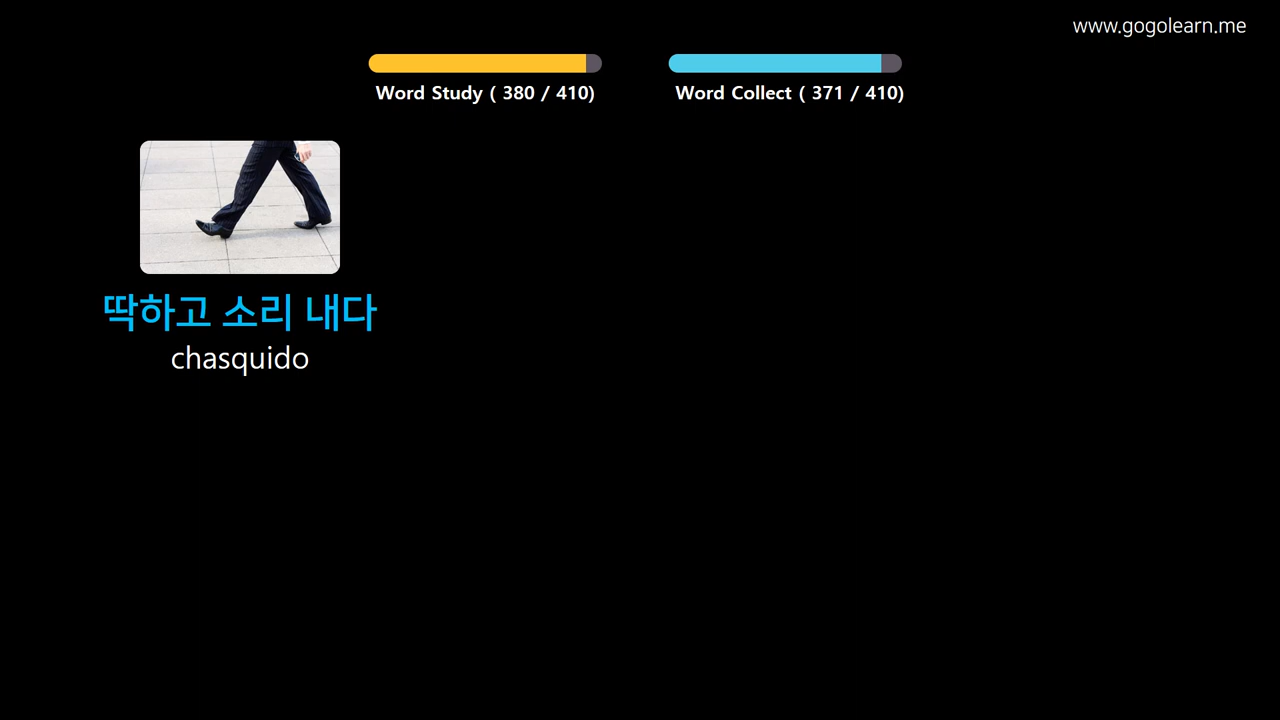 www.gogolearn.me
Word Study ( 380 / 410)
Word Collect ( 371 / 410)
딱하고 소리 내다
chasquido